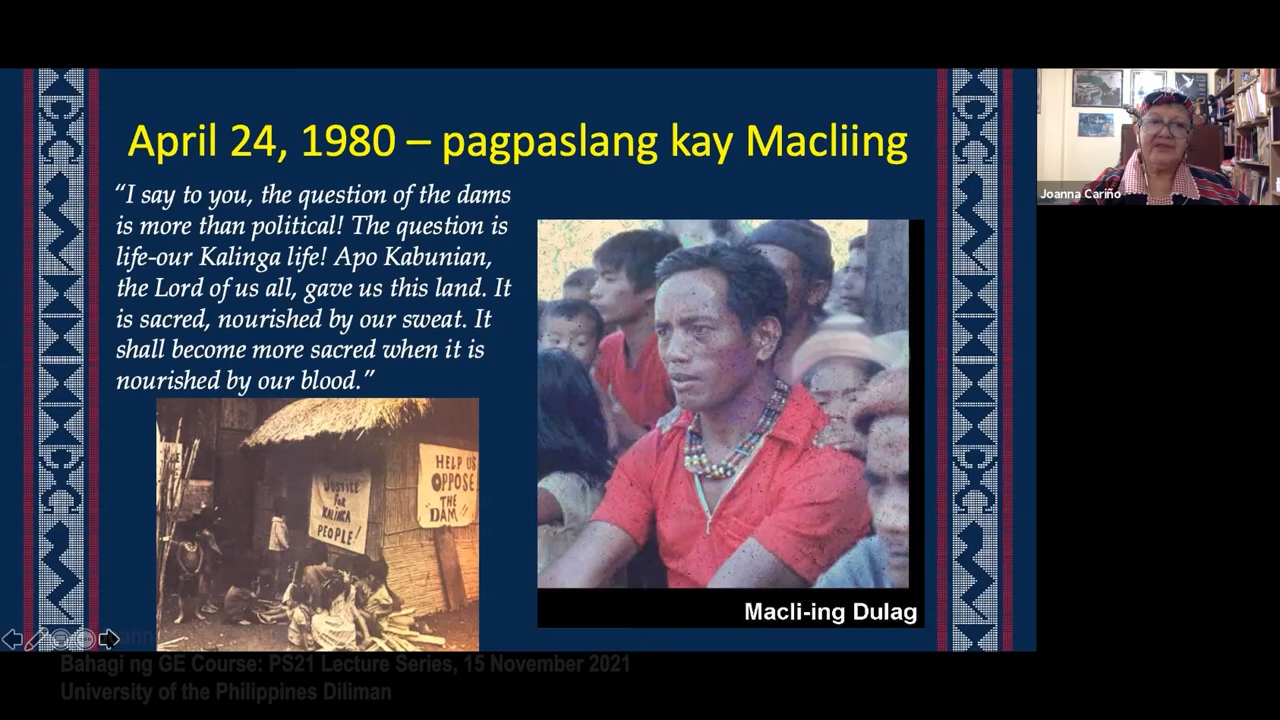 April 24, 1980 – pagpaslang kay Macliing
“I say to you, the question of the dams
is more than political! The question is
life-our Kalinga life! Apo Kabunian,
the Lord of us all, gave us this land. It
is sacred, nourished by our sweat. It
shall become more sacred when it is
nourished by our blood.”
JUSTICE
for
KALINGA
PEOPLE!
HELP US
OPPOSE
"THE
DAM"
Macli-ing Dulag
Joanna Cariño
Bahagi ng GE Course: PS21 Lecture Series, 15 November 2021
University of the Philippines Diliman